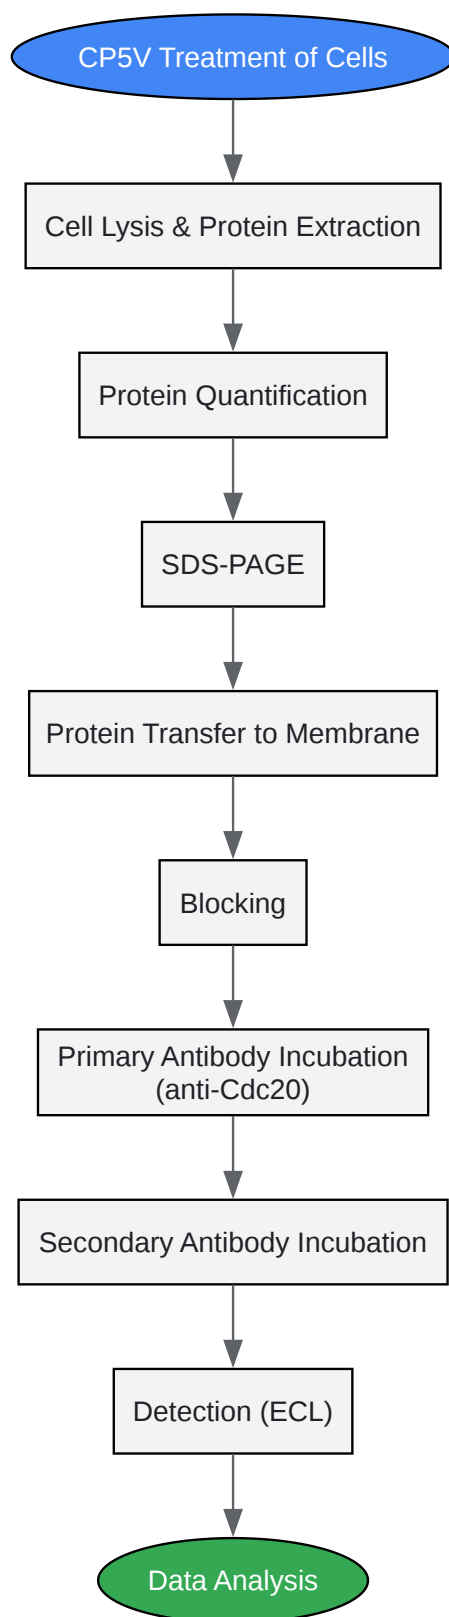 CP5V Treatment of Cells
Cell Lysis & Protein Extraction
Protein Quantification
SDS-PAGE
Protein Transfer to Membrane
Blocking
Primary Antibody Incubation
(anti-Cdc20)
Secondary Antibody Incubation
Detection (ECL)
Data Analysis